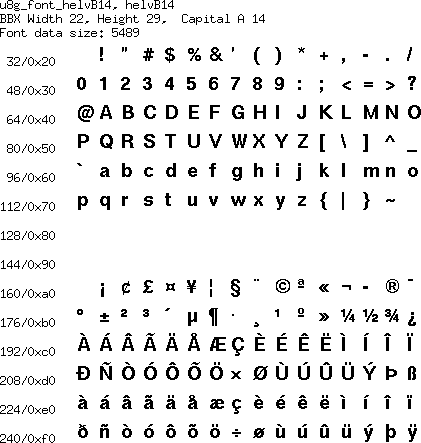 u8g_font_helvB14, helvB14
BBX Width 22, Height 29,  Capital A 14
Font data size: 5489
32/0x20 ! " # $ % & ' ( ) * + , - . /
48/0x30 0 1 2 3 4 5 6 7 8 9 : ; < = > ?
64/0x40 @ A B C D E F G H I J K L M N O
80/0x50 P Q R S T U V W X Y Z [ \ ] ^ _
96/0x60 ` a b c d e f g h i j k l m n o
112/0x70 p q r s t u v w x y z { | } ~
128/0x80
144/0x90
160/0xa0 ¡ ¢ £ ¤ ¥ ¦ § ¨ © ª « ¬ - ® ¯
176/0xb0 ° ± ² ³ ´ µ ¶ · ¸ ¹ º » ¼ ½ ¾ ¿
192/0xc0 À Á Â Ã Ä Å Æ Ç È É Ê Ë Ì Í Î Ï
208/0xd0 Ð Ñ Ò Ó Ô Õ Ö × Ø Ù Ú Û Ü Ý Þ ß
224/0xe0 à á â ã ä å æ ç è é ê ë ì í î ï
240/0xf0 ð ñ ò ó ô õ ö ÷ ø ù ú û ü ý þ ÿ